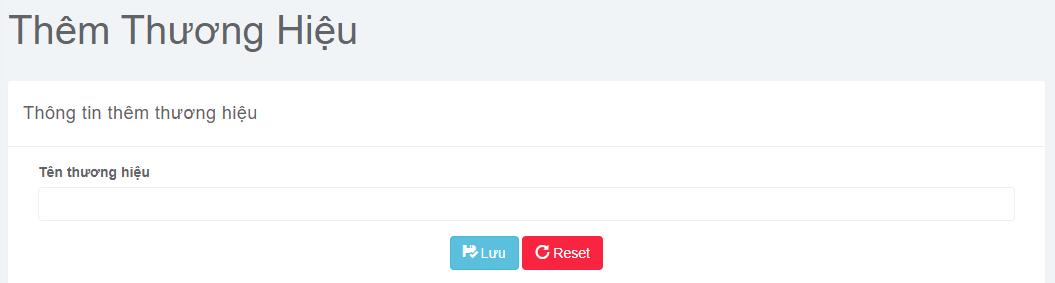 Thêm Thương Hiệu
Thông tin thêm thương hiệu
Tên thương hiệu
Lưu Reset